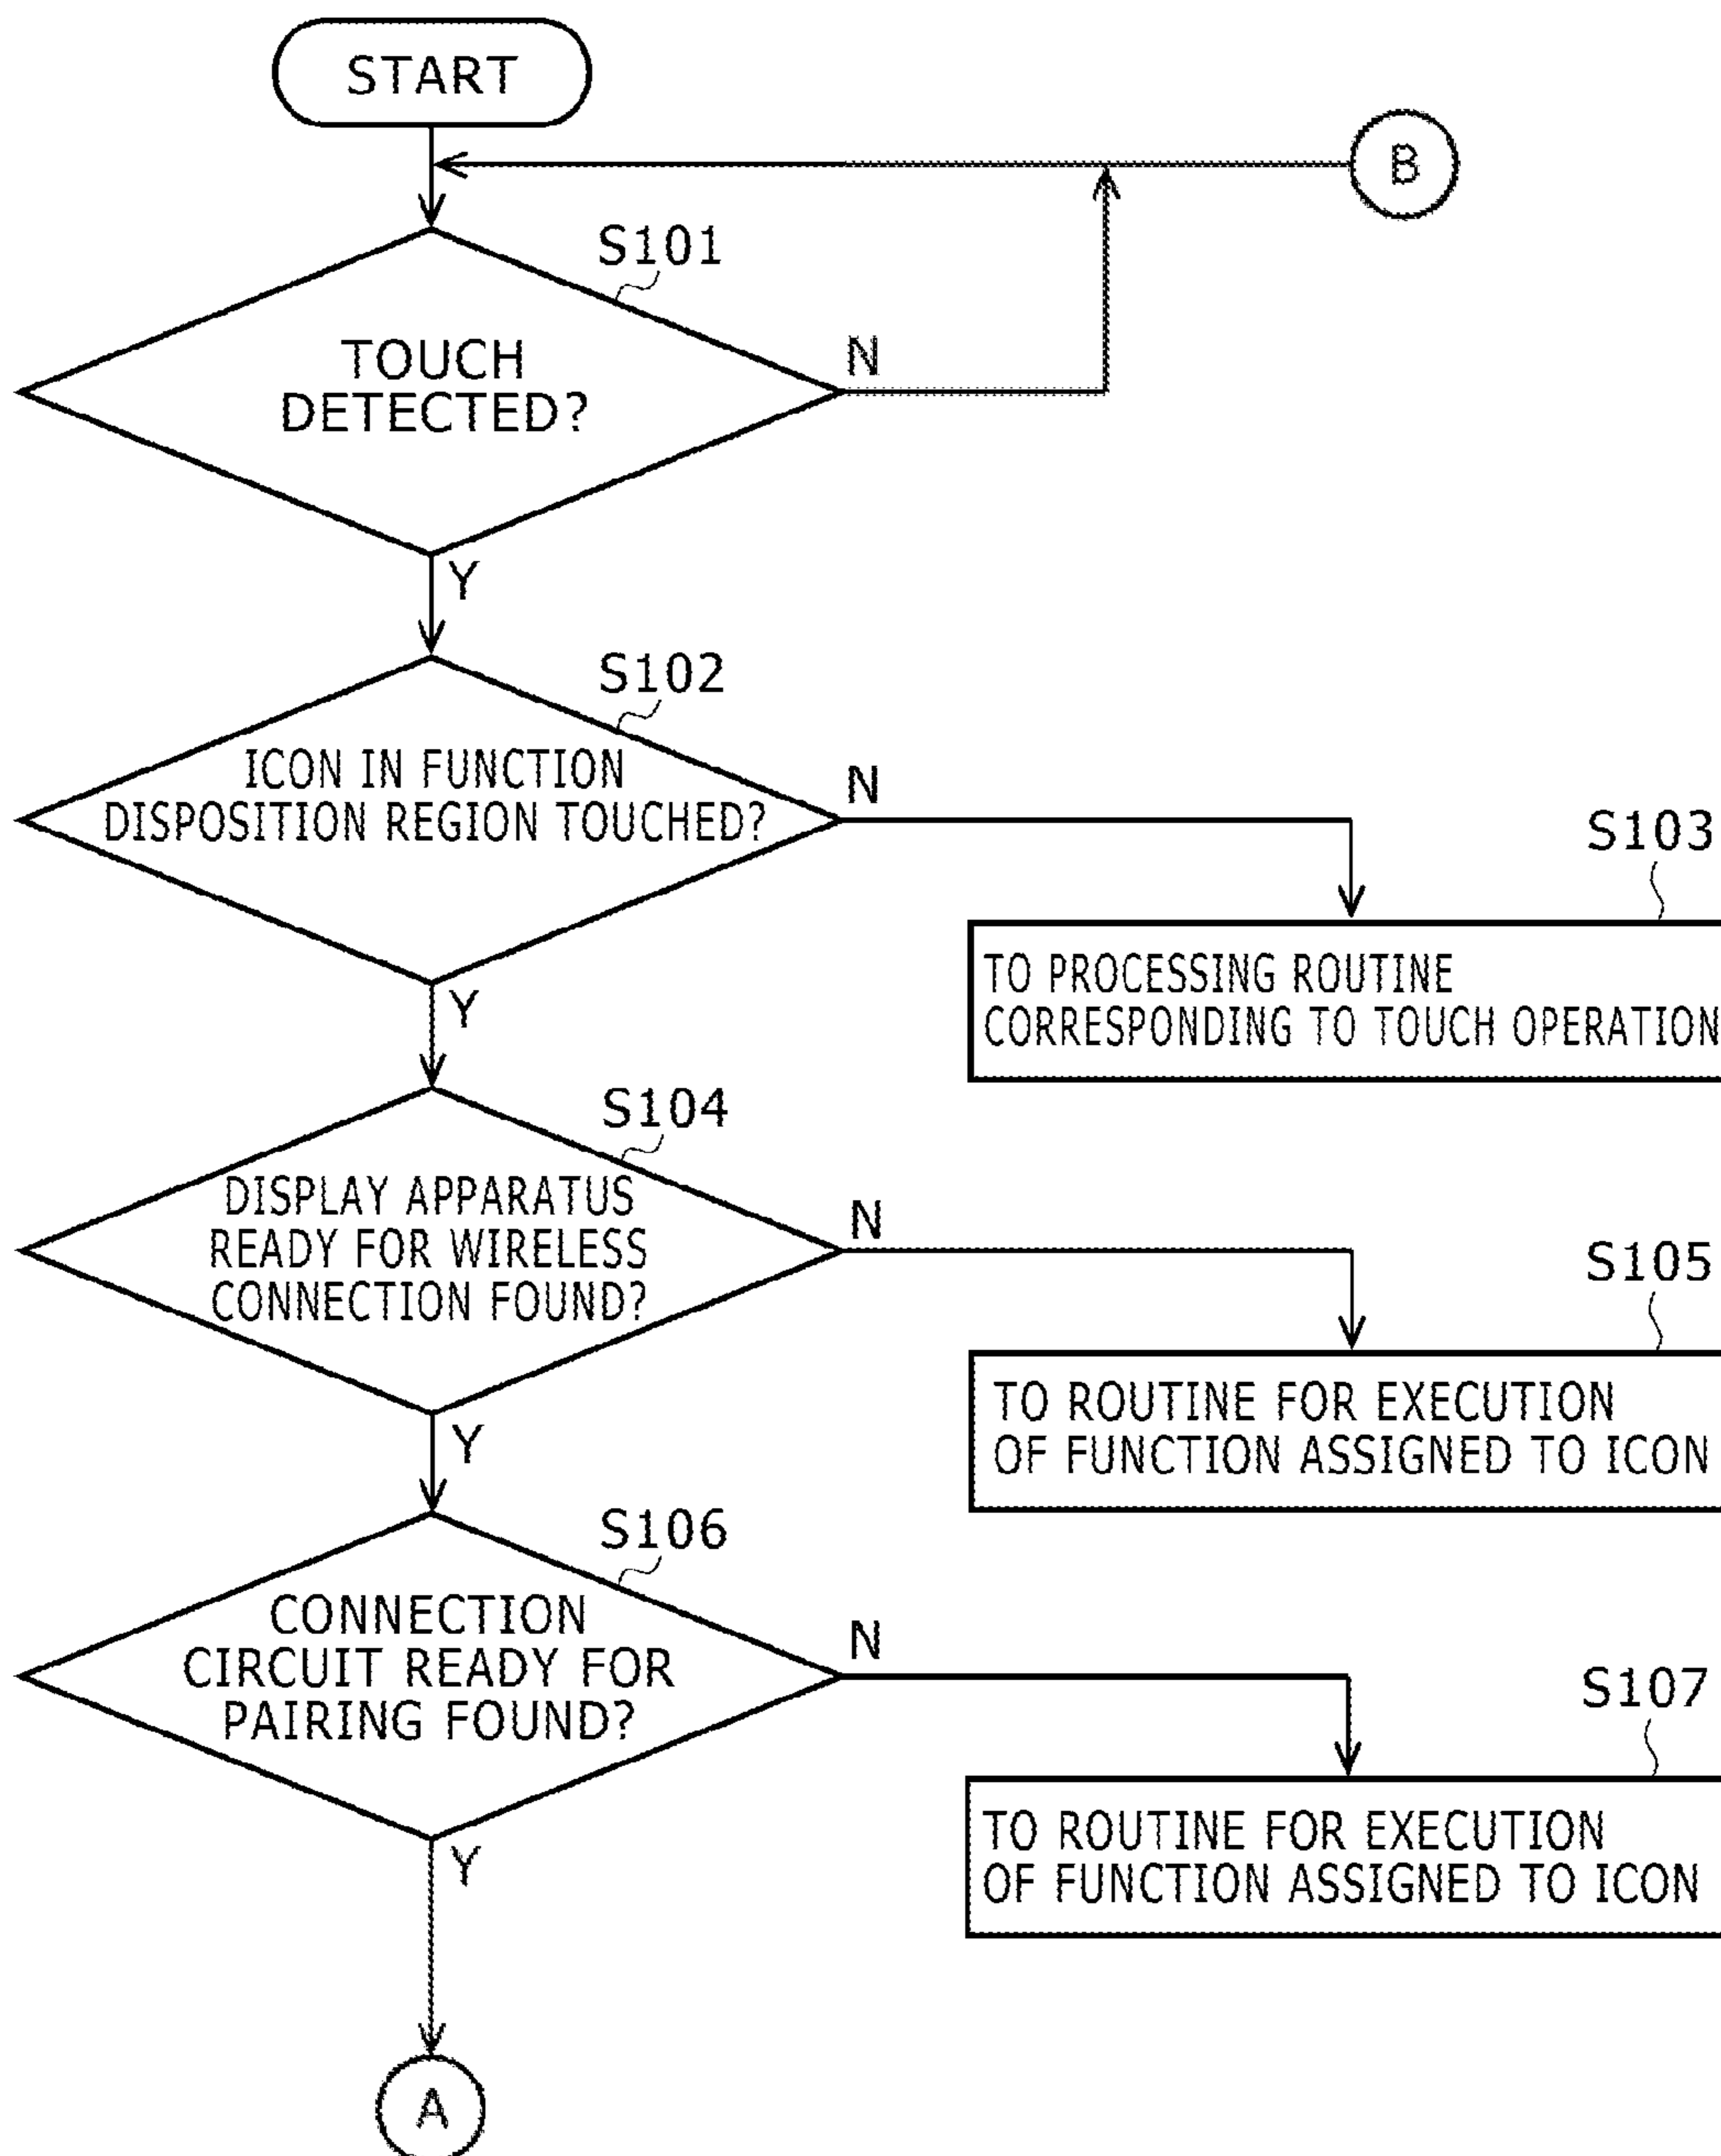 START
B
S101
TOUCH
DETECTED?
N
Y
S102
ICON IN FUNCTION
DISPOSITION REGION TOUCHED?
N
S103
TO PROCESSING ROUTINE
CORRESPONDING TO TOUCH OPERATION
Y
S104
DISPLAY APPARATUS
READY FOR WIRELESS
CONNECTION FOUND?
N
S105
TO ROUTINE FOR EXECUTION
OF FUNCTION ASSIGNED TO ICON
Y
S106
CONNECTION
CIRCUIT READY FOR
PAIRING FOUND?
N
S107
TO ROUTINE FOR EXECUTION
OF FUNCTION ASSIGNED TO ICON
Y
A